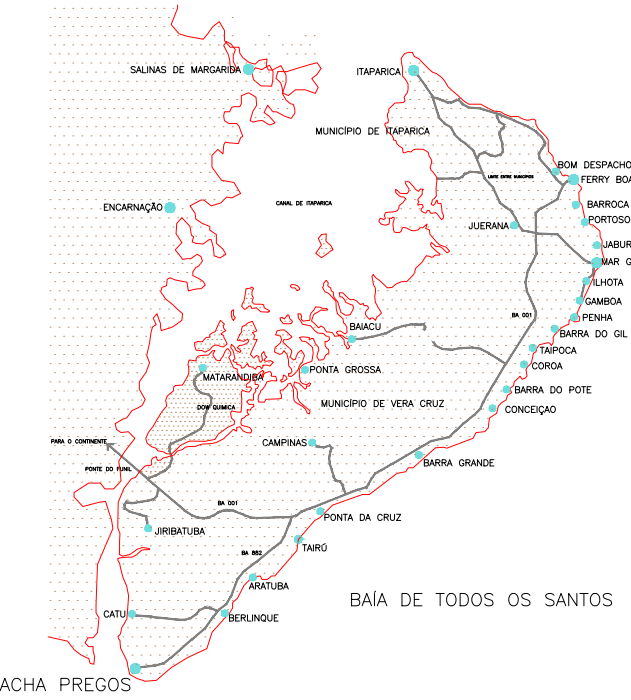 SALINAS DE MARGARIDA
ITAPARICA
MUNICÍPIO DE ITAPARICA
BOM DESPACHO
LIMITE ENTRE MUNICIPIOS
FERRY BOA
ENCARNAÇÃO
CANAL DE ITAPARICA
BARROCA
JUERANA
PORTOSO
JABUR
MAR G
ILHOTA
GAMBOA
BA 001
PENHA
BAIACU
BARRA DO GIL
TAIPOCA
COROA
MATARANDIBA
PONTA GROSSA
BARRA DO POTE
DOW QUIMICA
MUNICÍPIO DE VERA CRUZ
CONCEIÇAO
PARA O CONTINENTE
CAMPINAS
PONTE DO FUNIL
BARRA GRANDE
BA 001
PONTA DA CRUZ
JIRIBATUBA
TAIRÚ
BA 882
ARATUBA
BAÍA DE TODOS OS SANTOS
CATU
BERLINQUE
ACHA PREGOS